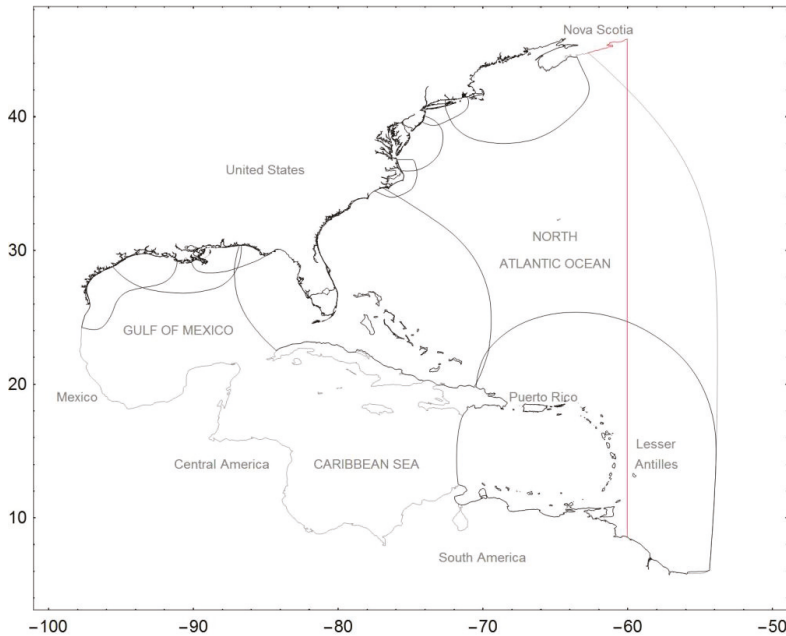 Nova Scotia
40
United States
NORTH
ATLANTIC OCEAN
30
GULF OF MEXICO
20
Mexico
Puerto Rico
Central America
CARIBBEAN SEA
Lesser
Antilles
10
South America
−100
−90
−80
−70
−60
−50